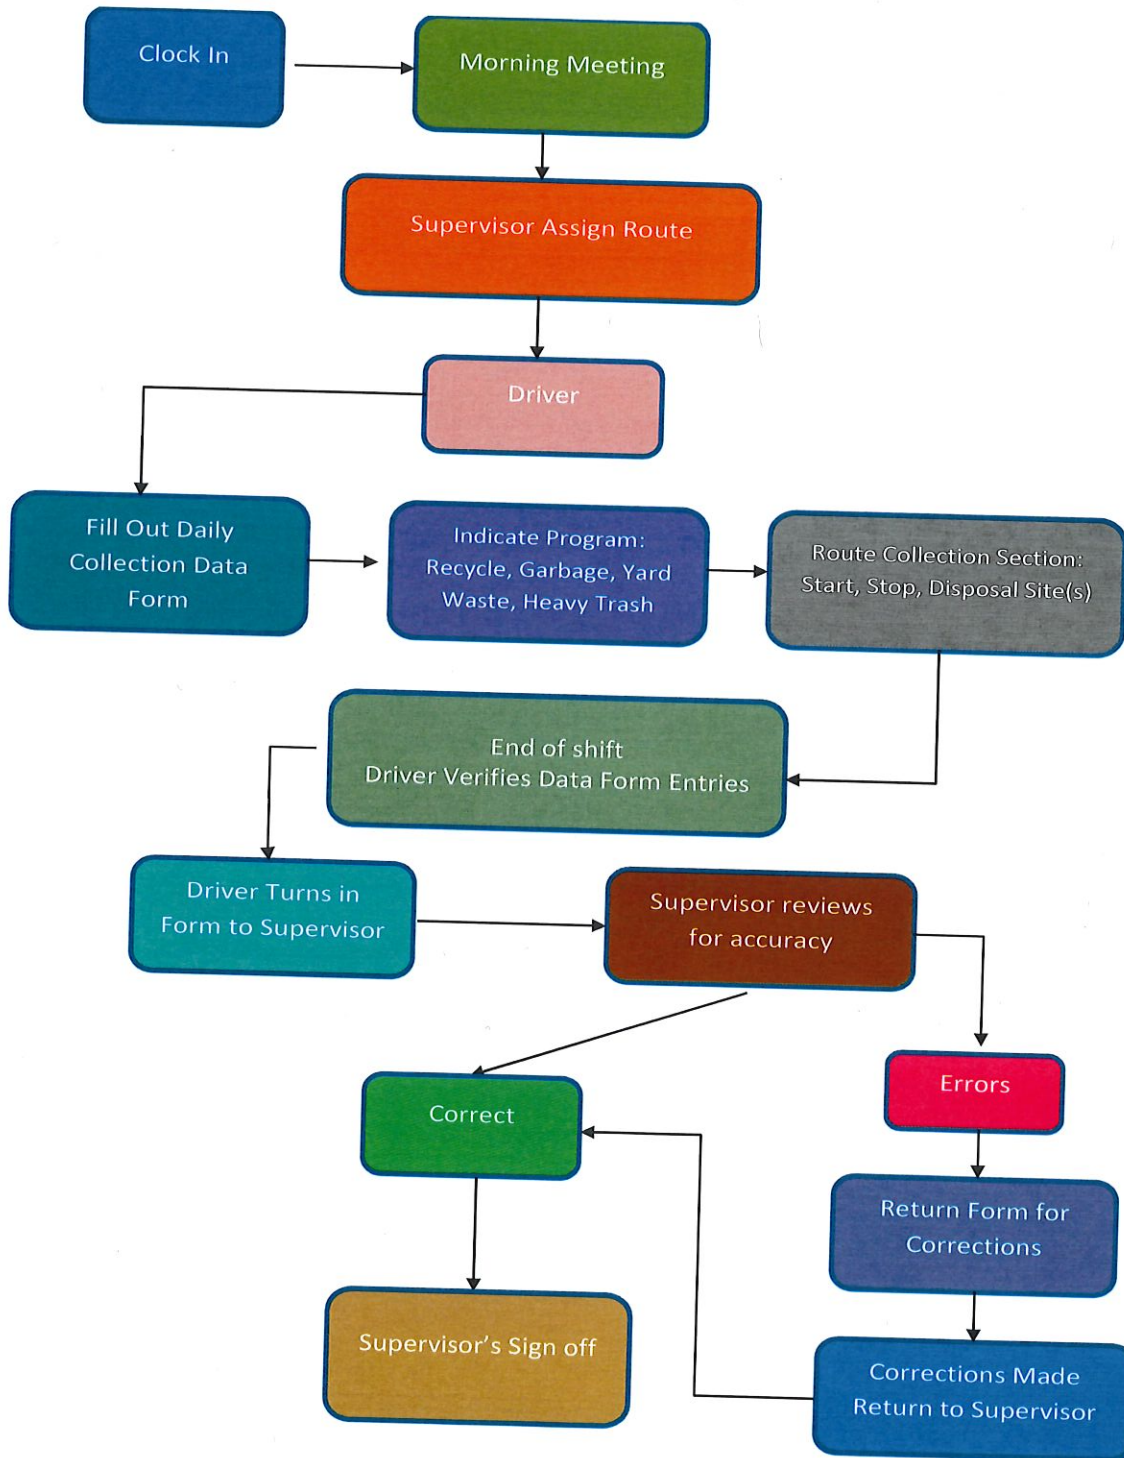 Clock In
Morning Meeting
Supervisor Assign Route
Driver
Fill Out Daily
Collection Data
Form
Indicate Program:
Recycle, Garbage, Yard
Waste, Heavy Trash
Route Collection Section:
Start, Stop, Disposal Site(s)
End of shift
Driver Verifies Data Form Entries
Driver Turns in
Form to Supervisor
Supervisor reviews
for accuracy
Correct
Errors
Return Form for
Corrections
Supervisor's Sign off
Corrections Made
Return to Supervisor